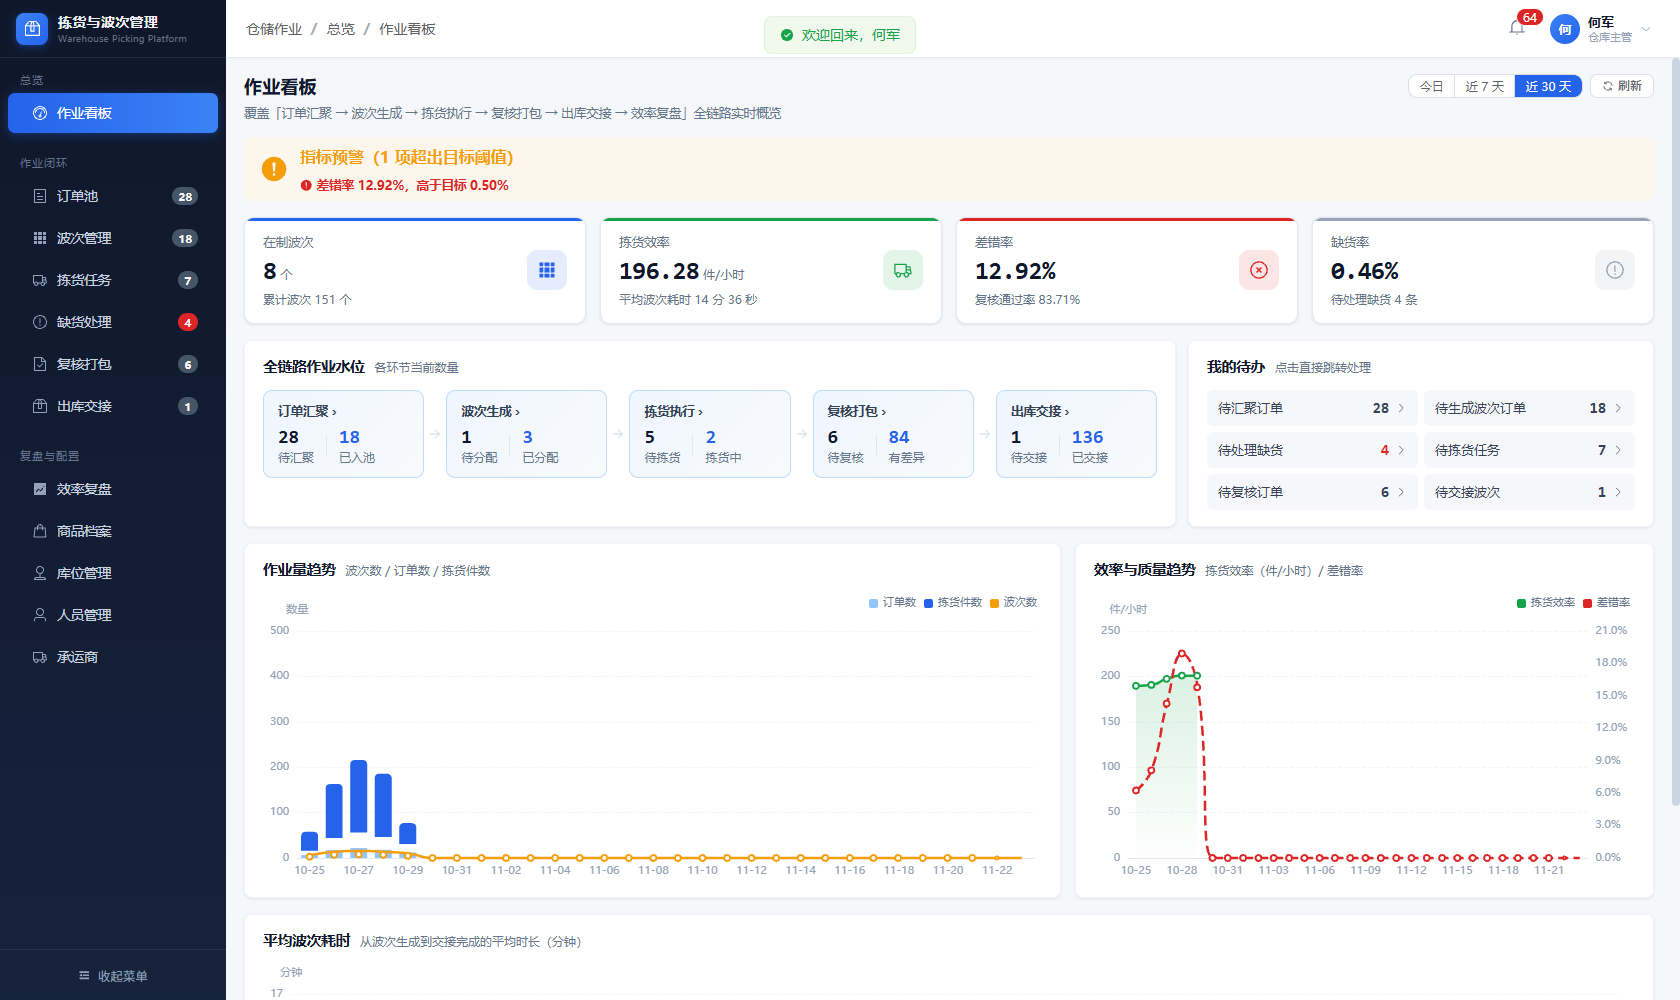 拣货与波次管理
Warehouse Picking Platform
总览
作业看板
作业闭环
订单池 28
波次管理 18
拣货任务 7
缺货处理 4
复核打包 6
出库交接 1
复盘与配置
效率复盘
商品档案
库位管理
人员管理
承运商
收起菜单
仓储作业 / 总览 / 作业看板
欢迎回来，何军
64
何
何军
仓库主管
作业看板
覆盖「订单汇聚 → 波次生成 → 拣货执行 → 复核打包 → 出库交接 → 效率复盘」全链路实时概览
今日 近 7 天 近 30 天 刷新
指标预警（1 项超出目标阈值）
差错率 12.92%，高于目标 0.50%
在制波次
8 个
累计波次 151 个
拣货效率
196.28 件/小时
平均波次耗时 14 分 36 秒
差错率
12.92%
复核通过率 83.71%
缺货率
0.46%
待处理缺货 4 条
全链路作业水位 各环节当前数量
订单汇聚 ›
28 18
待汇聚 已入池
波次生成 ›
1 3
待分配 已分配
拣货执行 ›
5 2
待拣货 拣货中
复核打包 ›
6 84
待复核 有差异
出库交接 ›
1 136
待交接 已交接
我的待办 点击直接跳转处理
待汇聚订单 28
待生成波次订单 18
待处理缺货 4
待拣货任务 7
待复核订单 6
待交接波次 1
作业量趋势 波次数 / 订单数 / 拣货件数
订单数 拣货件数 波次数
数量
500
400
300
200
100
0
10-25 10-27 10-29 10-31 11-02 11-04 11-06 11-08 11-10 11-12 11-14 11-16 11-18 11-20 11-22
效率与质量趋势 拣货效率（件/小时）/ 差错率
拣货效率 差错率
件/小时
250 21.0%
200 18.0%
150 15.0%
100 12.0%
50 9.0%
0 6.0%
3.0%
0.0%
10-25 10-28 10-31 11-03 11-06 11-09 11-12 11-15 11-18 11-21
平均波次耗时 从波次生成到交接完成的平均时长（分钟）
分钟
17